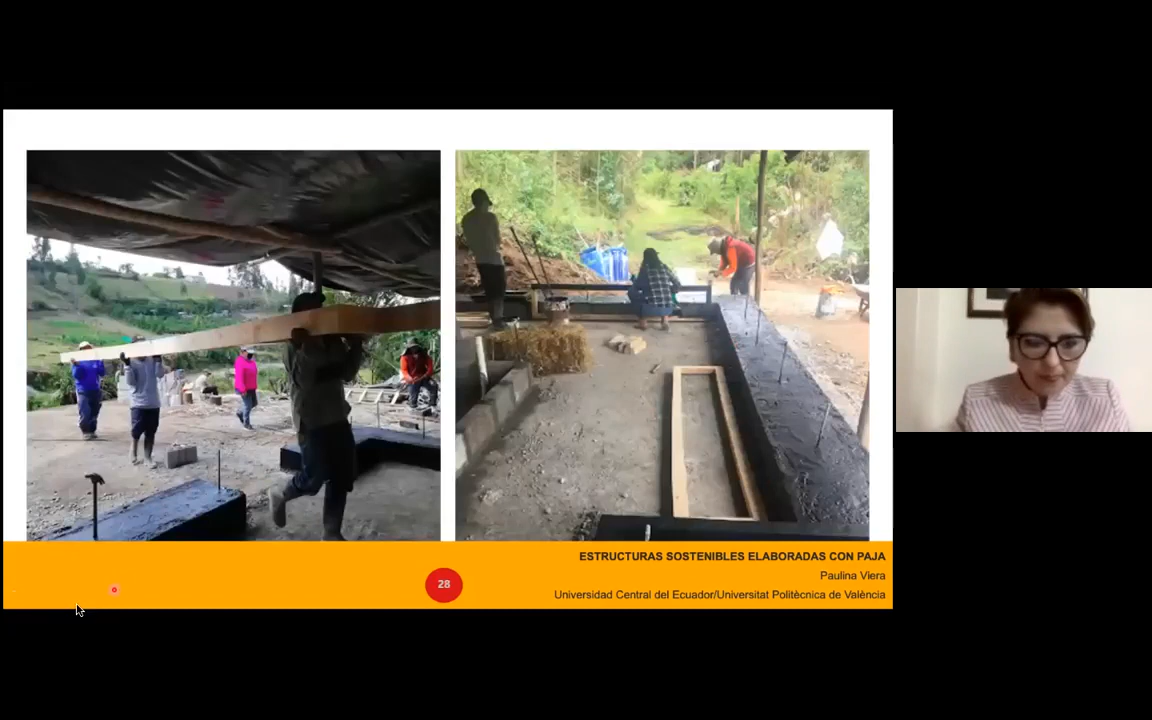 28
ESTRUCTURAS SOSTENIBLES ELABORADAS CON PAJA
Paulina Viera
Universidad Central del Ecuador/Universitat Politècnica de València